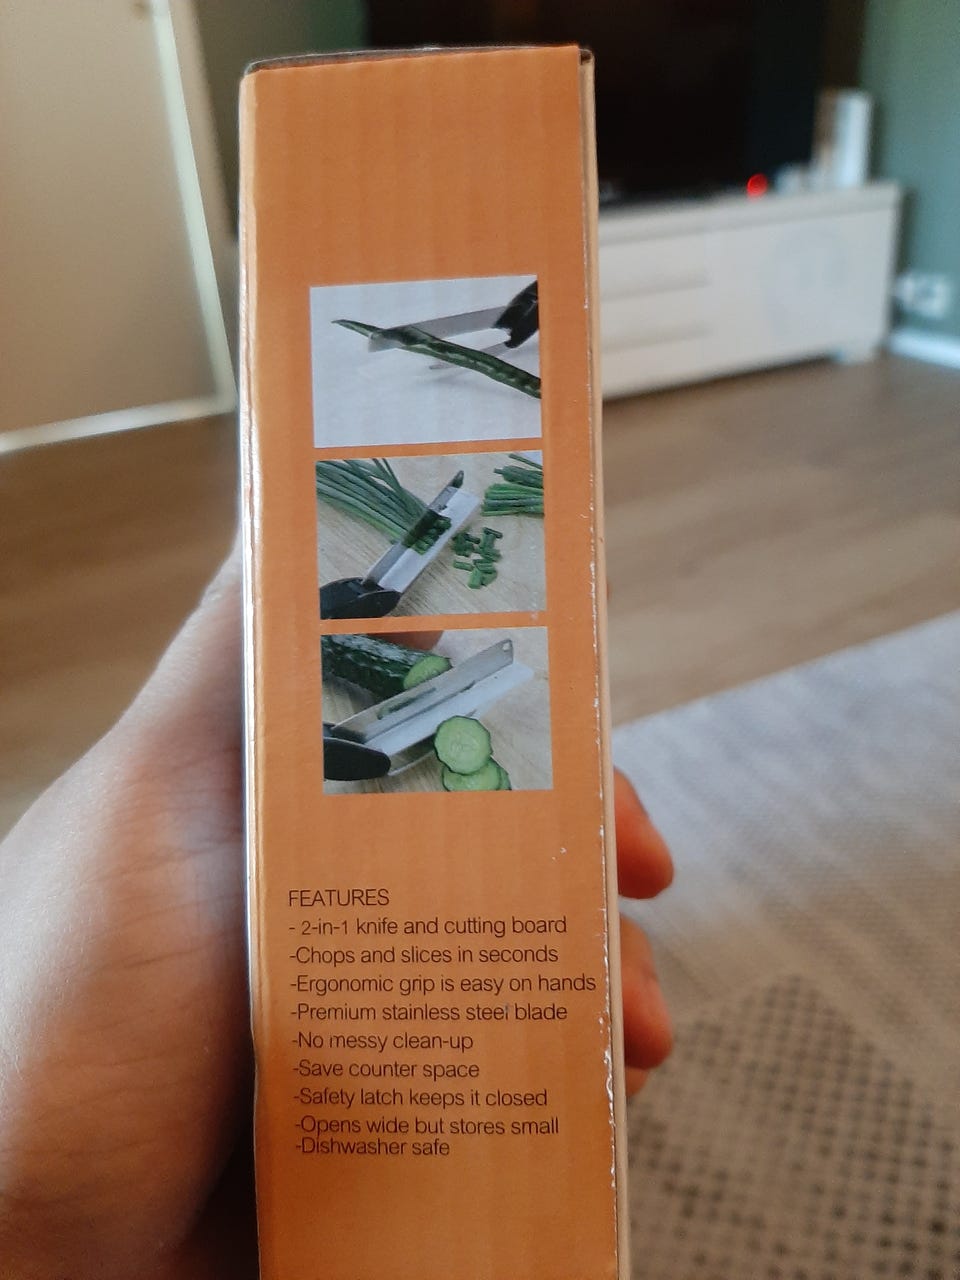 FEATURES
- 2-in-1 knife and cutting board
-Chops and slices in seconds
-Ergonomic grip is easy on hands
-Premium stainless steel blade
-No messy clean-up
-Save counter space
-Safety latch keeps it closed
-Opens wide but stores small
-Dishwasher safe